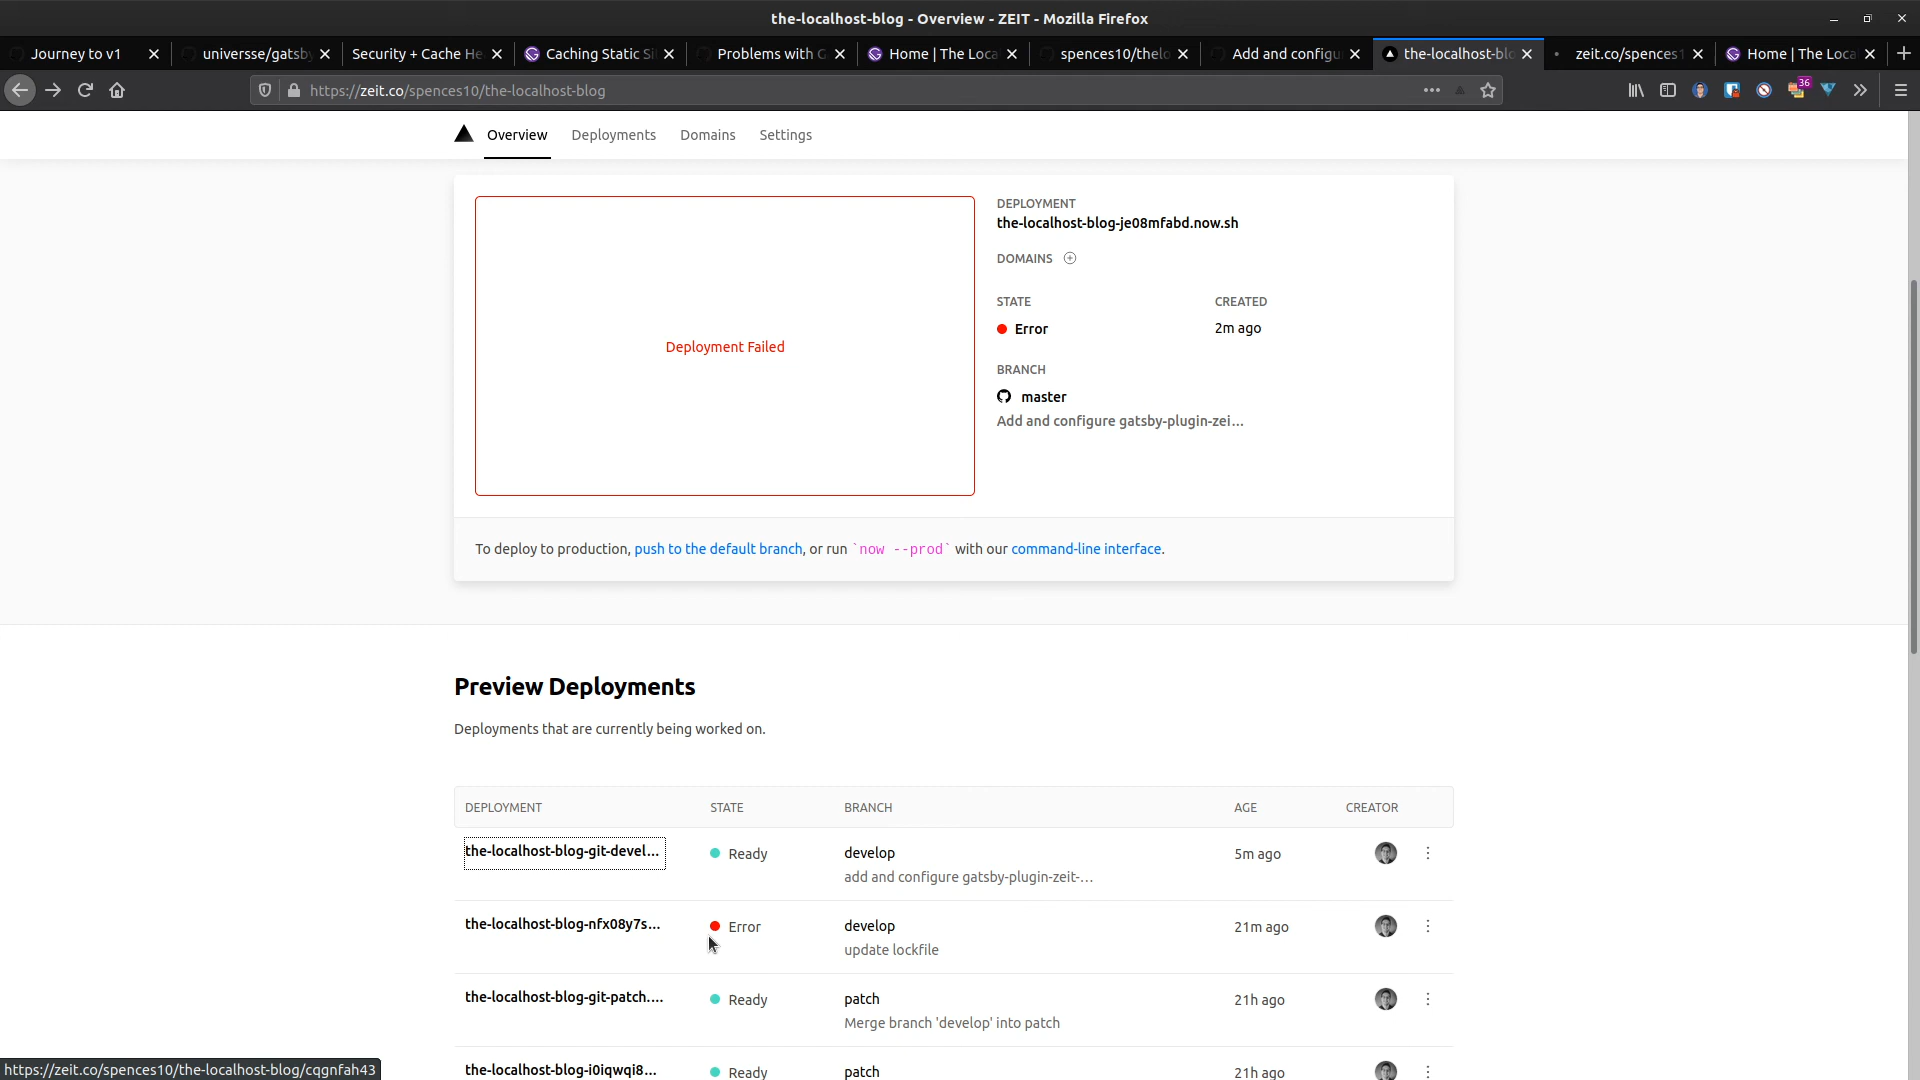 the-localhost-blog - Overview - ZEIT - Mozilla Firefox
Journey to v1
universse/gatsby
Security + Cache He
Caching Static Si
Problems with G
Home | The Loca
spences10/thelo
Add and configu
the-localhost-blo
zeit.co/spences1
Home | The Loca
https://zeit.co/spences10/the-localhost-blog
36
Overview
Deployments
Domains
Settings
Deployment Failed
DEPLOYMENT
the-localhost-blog-je08mfabd.now.sh
DOMAINS
STATE
CREATED
Error
2m ago
BRANCH
master
Add and configure gatsby-plugin-zei...
To deploy to production, push to the default branch, or run `now --prod` with our command-line interface.
Preview Deployments
Deployments that are currently being worked on.
DEPLOYMENT STATE BRANCH AGE CREATOR
the-localhost-blog-git-devel... Ready develop 5m ago
add and configure gatsby-plugin-zeit-...
the-localhost-blog-nfx08y7s... Error develop 21m ago
update lockfile
the-localhost-blog-git-patch.... Ready patch 21h ago
Merge branch 'develop' into patch
the-localhost-blog-i0iqwqi8... Ready patch 21h ago
https://zeit.co/spences10/the-localhost-blog/cqgnfah43